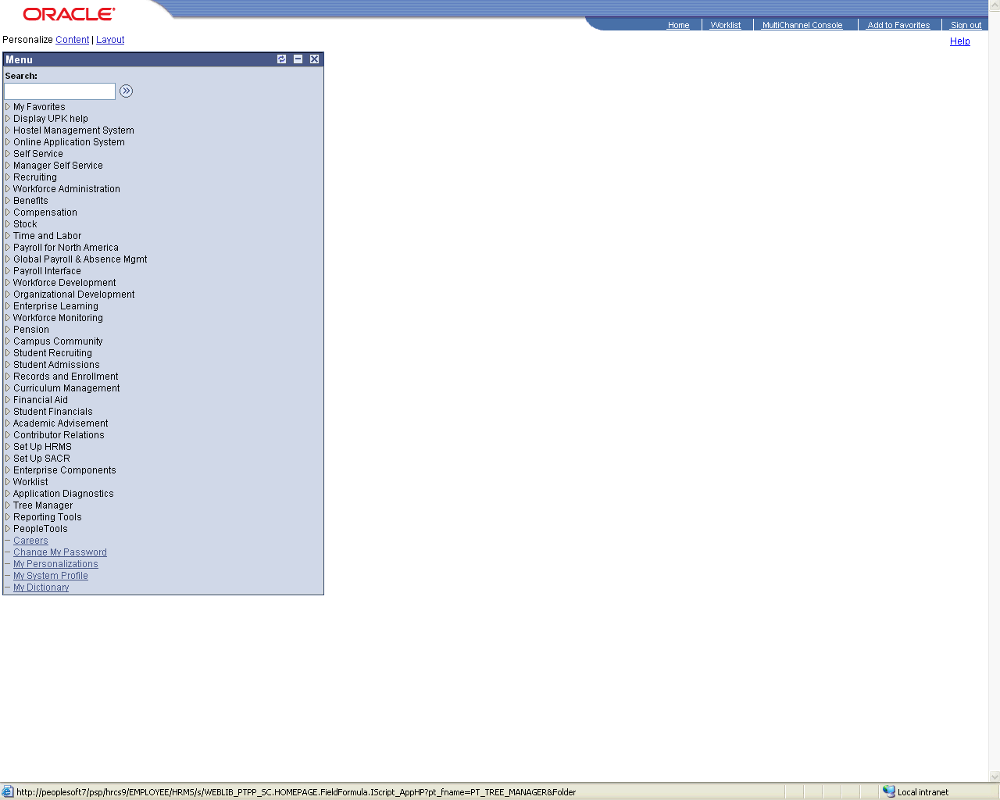 ORACLE®
Home Worklist MultiChannel Console Add to Favorites Sign out
Personalize Content | Layout
Help
Menu
Search:
My Favorites
Display UPK help
Hostel Management System
Online Application System
Self Service
Manager Self Service
Recruiting
Workforce Administration
Benefits
Compensation
Stock
Time and Labor
Payroll for North America
Global Payroll & Absence Mgmt
Payroll Interface
Workforce Development
Organizational Development
Enterprise Learning
Workforce Monitoring
Pension
Campus Community
Student Recruiting
Student Admissions
Records and Enrollment
Curriculum Management
Financial Aid
Student Financials
Academic Advisement
Contributor Relations
Set Up HRMS
Set Up SACR
Enterprise Components
Worklist
Application Diagnostics
Tree Manager
Reporting Tools
PeopleTools
Careers
Change My Password
My Personalizations
My System Profile
My Dictionary
http://peoplesoft7/psp/hrcs9/EMPLOYEE/HRMS/s/WEBLIB_PTPP_SC.HOMEPAGE.FieldFormula.IScript_AppHP?pt_fname=PT_TREE_MANAGER&Folder Local intranet